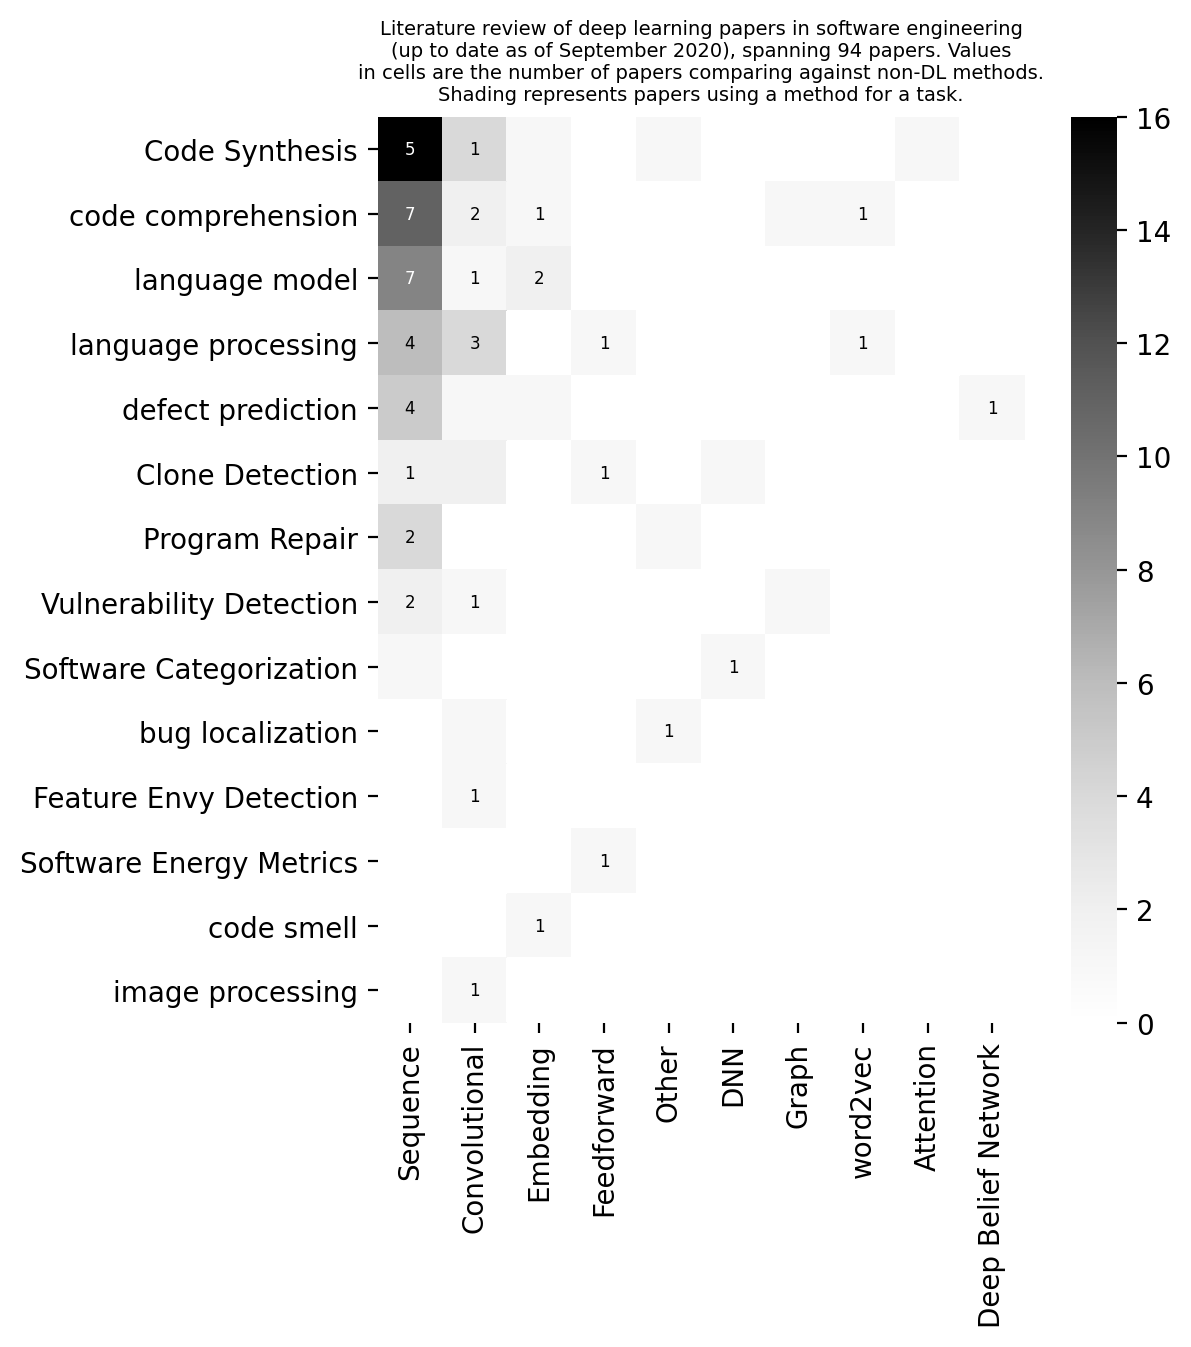 Literature review of deep learning papers in software engineering
(up to date as of September 2020), spanning 94 papers. Values
in cells are the number of papers comparing against non-DL methods.
Shading represents papers using a method for a task.
Code Synthesis 5 1
code comprehension 7 2 1 1
language model 7 1 2
language processing 4 3 1 1
defect prediction 4 1
Clone Detection 1 1
Program Repair 2
Vulnerability Detection 2 1
Software Categorization 1
bug localization 1
Feature Envy Detection 1
Software Energy Metrics 1
code smell 1
image processing 1
Sequence
Convolutional
Embedding
Feedforward
Other
DNN
Graph
word2vec
Attention
Deep Belief Network
16
14
12
10
8
6
4
2
0